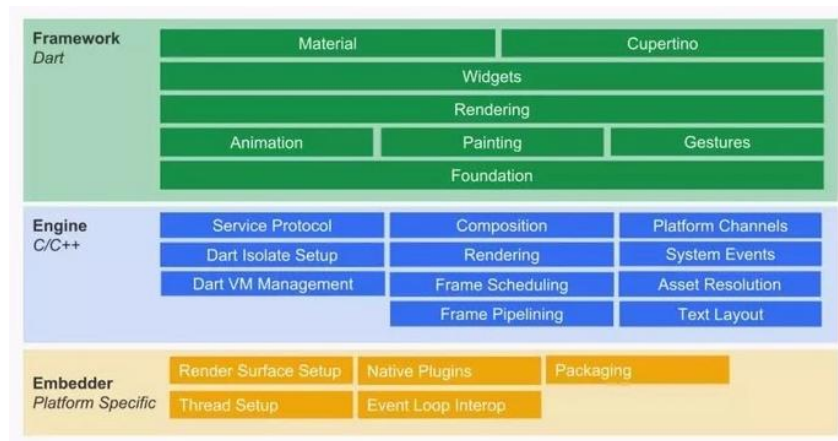 Framework
Dart
Material Cupertino
Widgets
Rendering
Animation Painting Gestures
Foundation
Engine
C/C++
Service Protocol Composition Platform Channels
Dart Isolate Setup Rendering System Events
Dart VM Management Frame Scheduling Asset Resolution
Frame Pipelining Text Layout
Embedder
Platform Specific
Render Surface Setup Native Plugins Packaging
Thread Setup Event Loop Interop